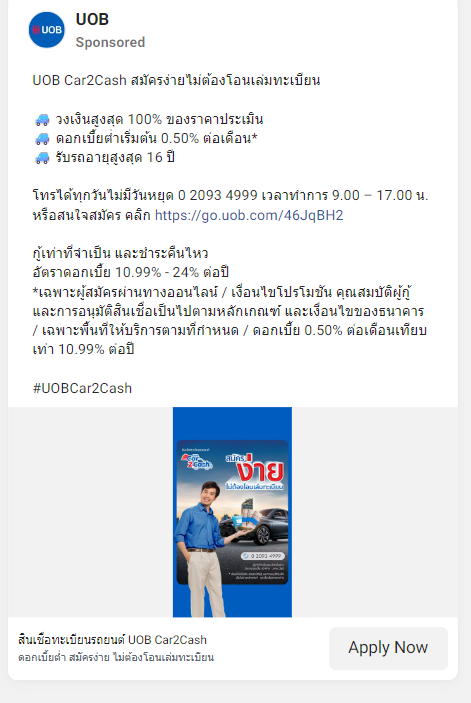 UOB
UOB
Sponsored
UOB Car2Cash สมัครง่ายไม่ต้องโอนเล่มทะเบียน
🚙 วงเงินสูงสุด 100% ของราคาประเมิน
🚙 ดอกเบี้ยต่ำเริ่มต้น 0.50% ต่อเดือน*
🚙 รับรถอายุสูงสุด 16 ปี
โทรได้ทุกวันไม่มีวันหยุด 0 2093 4999 เวลาทำการ 9.00 – 17.00 น.
หรือสนใจสมัคร คลิก https://go.uob.com/46JqBH2
กู้เท่าที่จำเป็น และชำระคืนไหว
อัตราดอกเบี้ย 10.99% - 24% ต่อปี
*เฉพาะผู้สมัครผ่านทางออนไลน์ / เงื่อนไขโปรโมชัน คุณสมบัติผู้กู้
และการอนุมัติสินเชื่อเป็นไปตามหลักเกณฑ์ และเงื่อนไขของธนาคาร
/ เฉพาะพื้นที่ให้บริการตามที่กำหนด / ดอกเบี้ย 0.50% ต่อเดือนเทียบ
เท่า 10.99% ต่อปี
#UOBCar2Cash
car
2Cash
สมัคร
ง่าย
ไม่ต้องโอนเล่มทะเบียน
0 2093 4999
สินเชื่อทะเบียนรถยนต์ UOB Car2Cash
ดอกเบี้ยต่ำ สมัครง่าย ไม่ต้องโอนเล่มทะเบียน
Apply Now